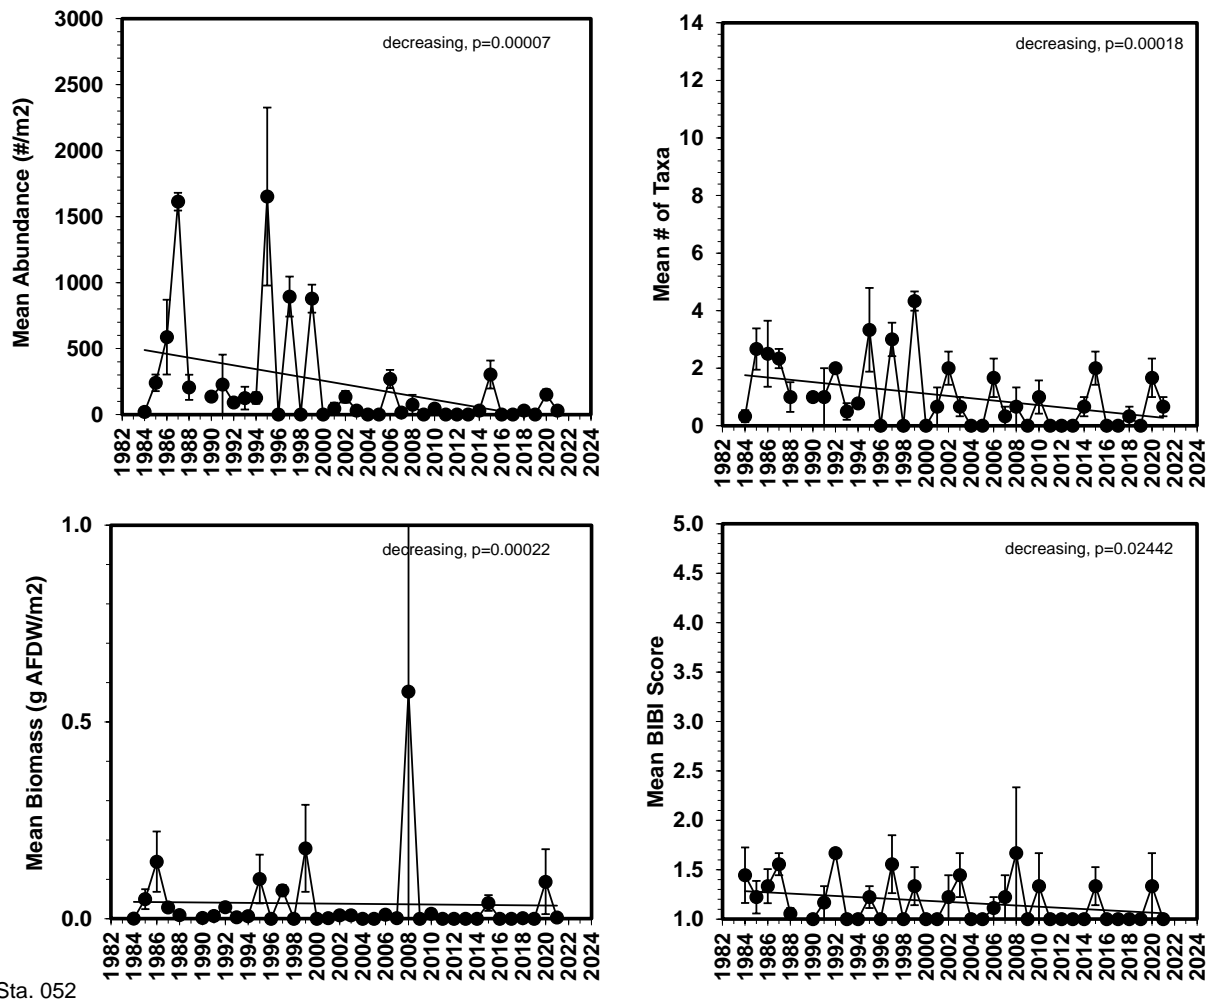 3000
2500
2000
1500
1000
500
0
Mean Abundance (#/m2)
decreasing, p=0.00007
1982 1984 1986 1988 1990 1992 1994 1996 1998 2000 2002 2004 2006 2008 2010 2012 2014 2016 2018 2020 2022 2024
14
12
10
8
6
4
2
0
Mean # of Taxa
decreasing, p=0.00018
1982 1984 1986 1988 1990 1992 1994 1996 1998 2000 2002 2004 2006 2008 2010 2012 2014 2016 2018 2020 2022 2024
1.0
0.5
0.0
Mean Biomass (g AFDW/m2)
decreasing, p=0.00022
1982 1984 1986 1988 1990 1992 1994 1996 1998 2000 2002 2004 2006 2008 2010 2012 2014 2016 2018 2020 2022 2024
5.0
4.5
4.0
3.5
3.0
2.5
2.0
1.5
1.0
Mean BIBI Score
decreasing, p=0.02442
1982 1984 1986 1988 1990 1992 1994 1996 1998 2000 2002 2004 2006 2008 2010 2012 2014 2016 2018 2020 2022 2024
Sta. 052